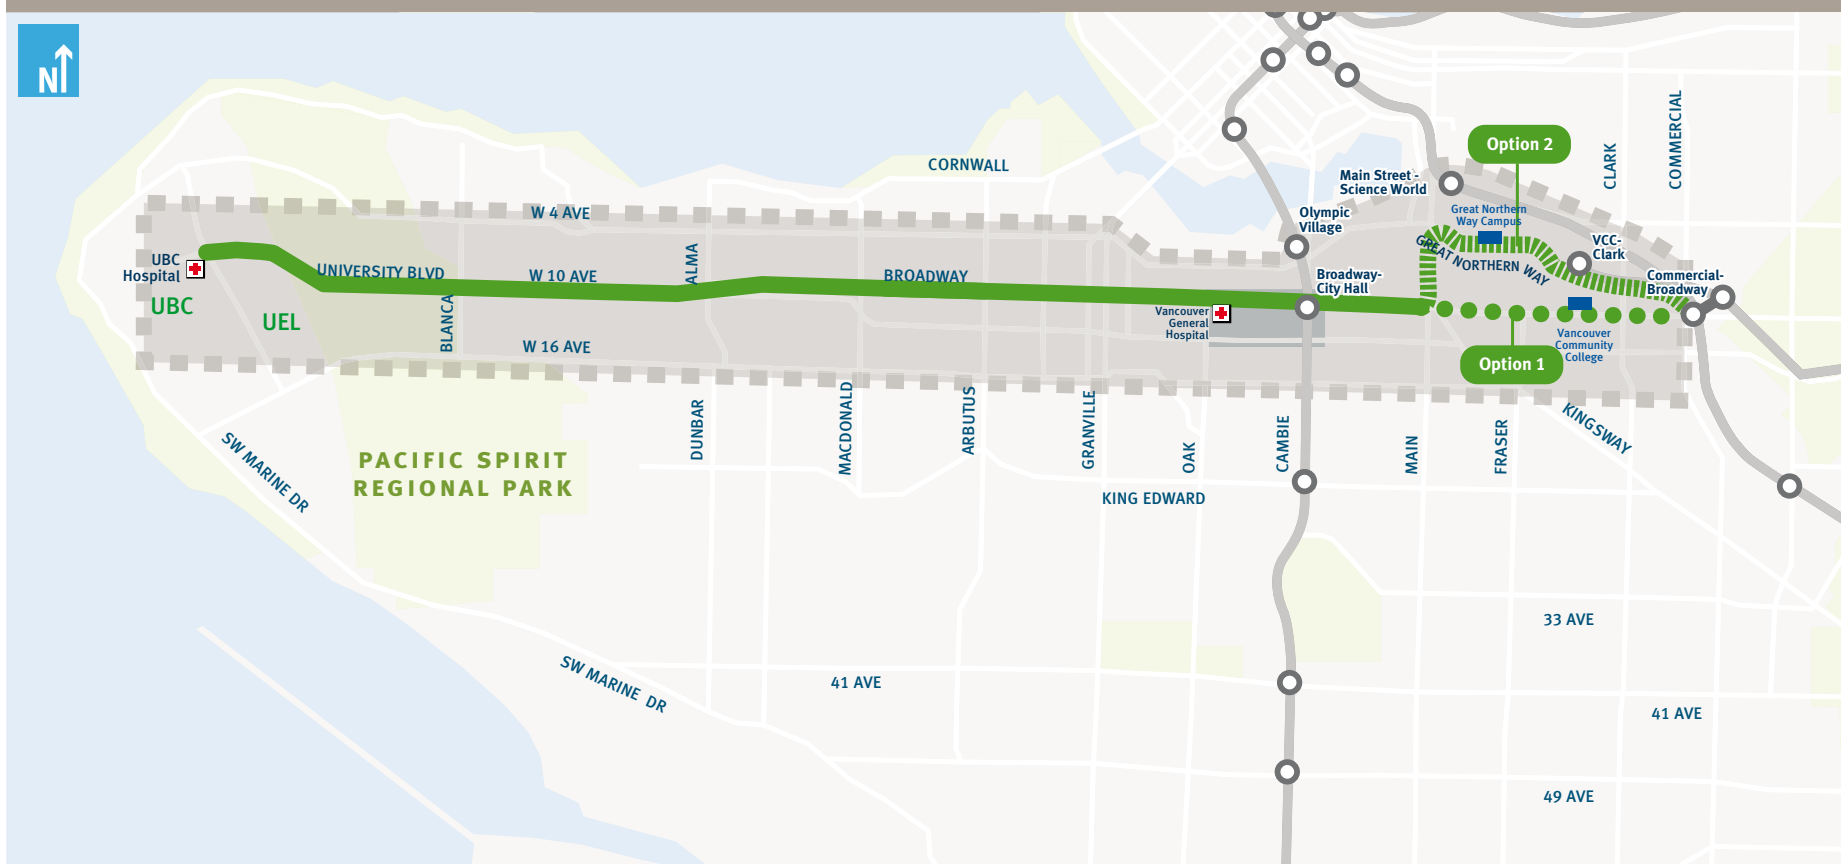 N
Option 2
CLARK
COMMERCIAL
CORNWALL
Main Street -
Science World
Great Northern
Way Campus
W 4 AVE
Olympic
Village
GREAT NORTHERN WAY
VCC-
Clark
UBC
Hospital
UNIVERSITY BLVD
W 10 AVE
ALMA
BROADWAY
Broadway-
City Hall
Commercial-
Broadway
UBC
UEL
BLANCA
W 16 AVE
Vancouver
General
Hospital
Vancouver
Community
College
Option 1
DUNBAR
MACDONALD
ARBUTUS
GRANVILLE
OAK
CAMBIE
MAIN
FRASER
KINGSWAY
SW MARINE DR
PACIFIC SPIRIT
REGIONAL PARK
KING EDWARD
33 AVE
SW MARINE DR
41 AVE
41 AVE
49 AVE